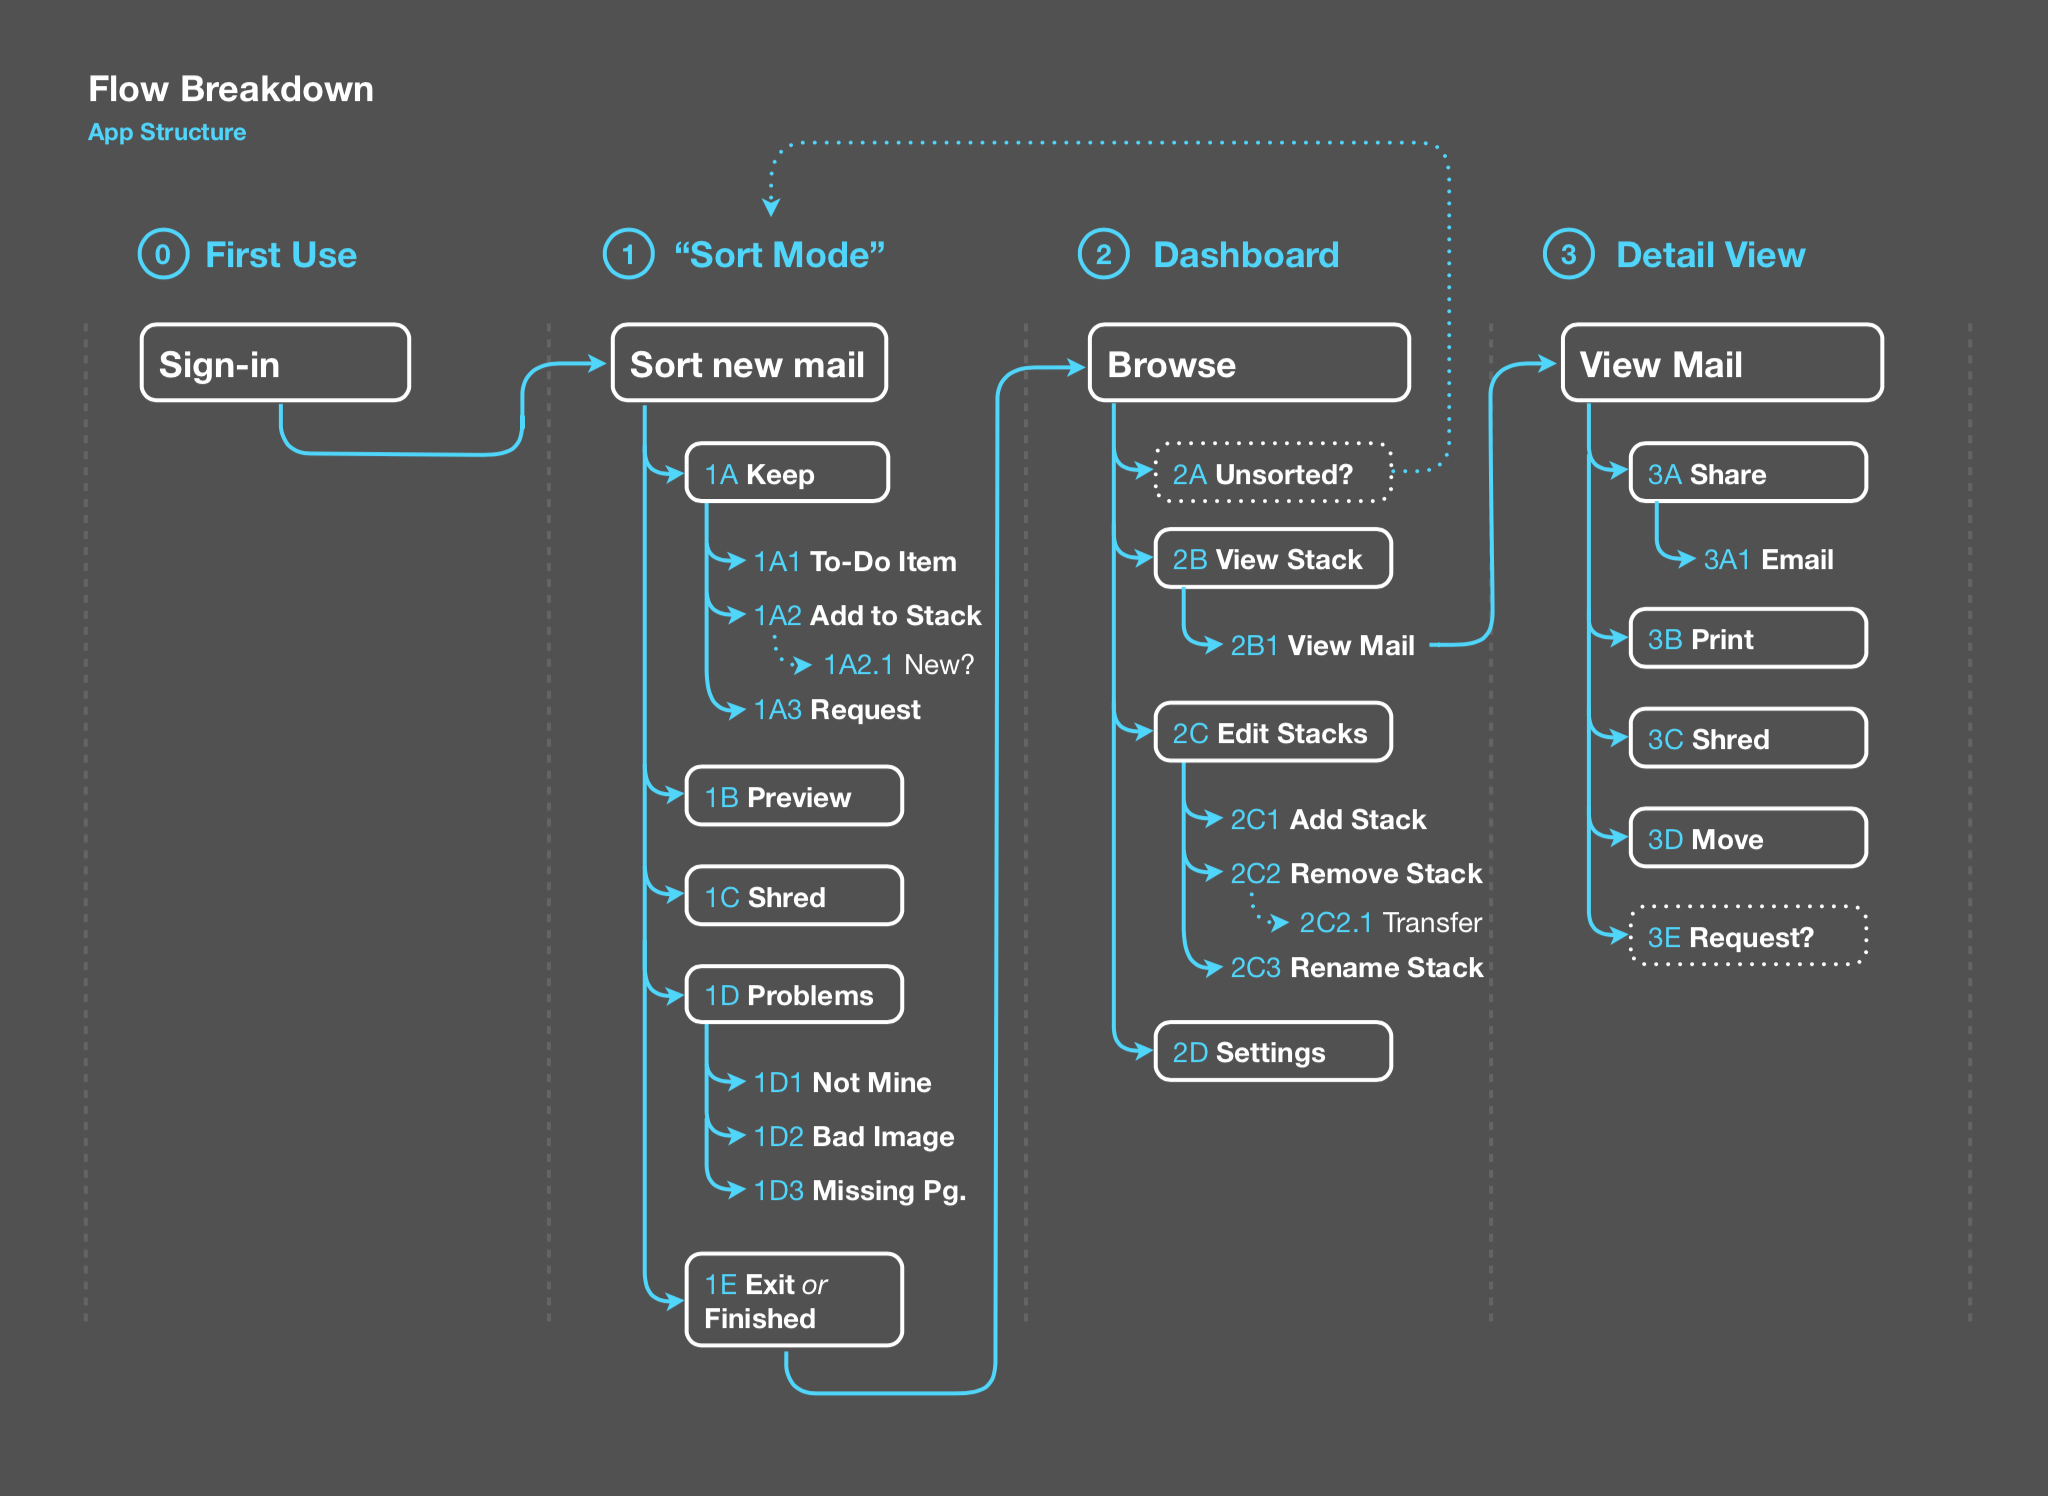 Flow Breakdown
App Structure
0 First Use
Sign-in
1 “Sort Mode”
Sort new mail
1A Keep
1A1 To-Do Item
1A2 Add to Stack
1A2.1 New?
1A3 Request
1B Preview
1C Shred
1D Problems
1D1 Not Mine
1D2 Bad Image
1D3 Missing Pg.
1E Exit or
Finished
2 Dashboard
Browse
2A Unsorted?
2B View Stack
2B1 View Mail
2C Edit Stacks
2C1 Add Stack
2C2 Remove Stack
2C2.1 Transfer
2C3 Rename Stack
2D Settings
3 Detail View
View Mail
3A Share
3A1 Email
3B Print
3C Shred
3D Move
3E Request?